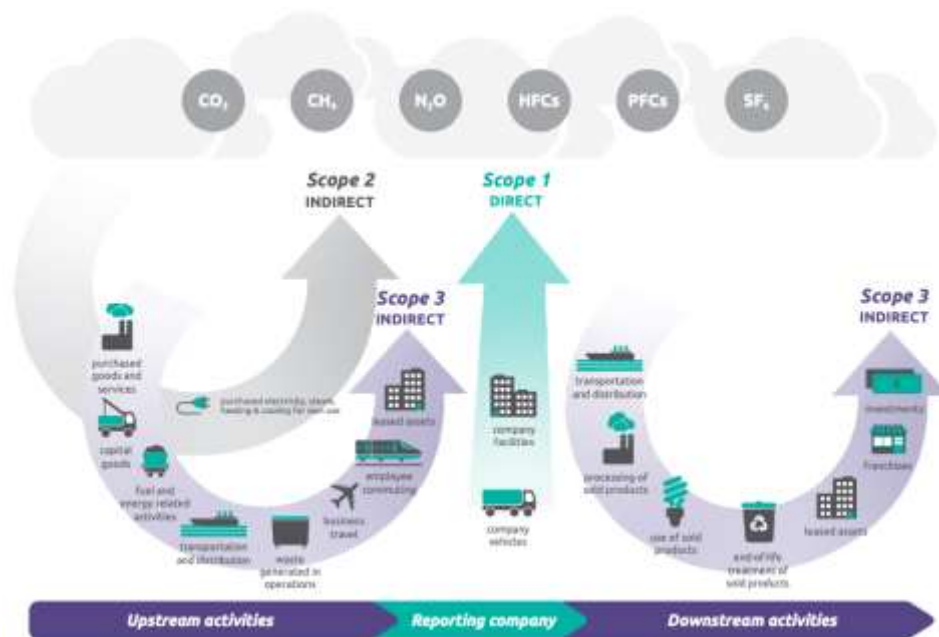 CO₂ CH₄ N₂O HFCs PFCs SF₆
Scope 2
INDIRECT
Scope 1
DIRECT
Scope 3
INDIRECT
Scope 3
INDIRECT
purchased
goods and
services
capital
goods
fuel and
energy related
activities
transportation
and distribution
waste
generated in
operations
business
travel
employee
commuting
leased assets
purchased electricity, steam,
heating & cooling for own use
company
facilities
company
vehicles
transportation
and distribution
processing of
sold products
use of sold
products
end-of-life
treatment of
sold products
leased assets
franchises
investments
Upstream activities
Reporting company
Downstream activities